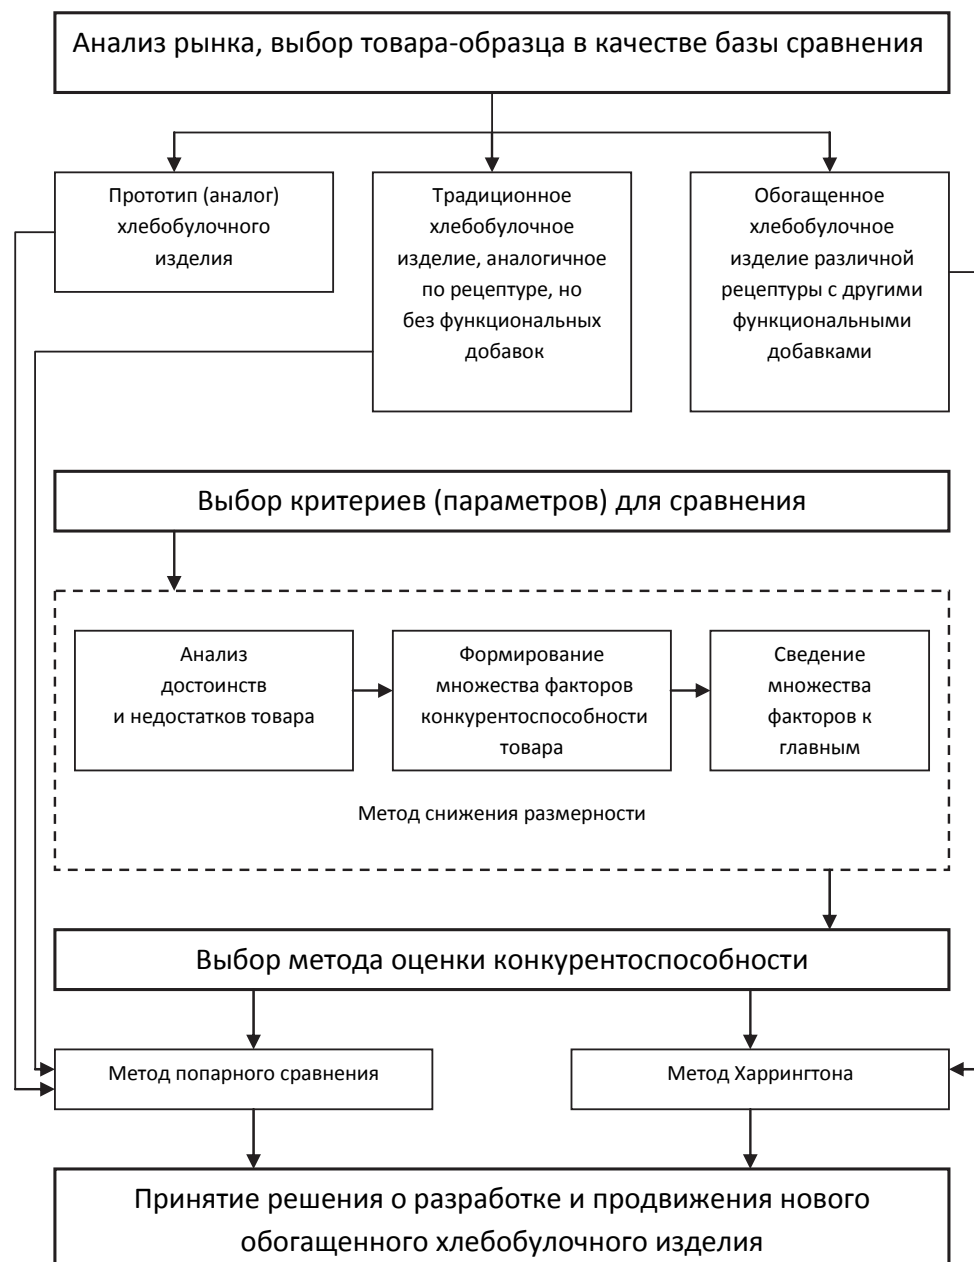 Анализ рынка, выбор товара-образца в качестве базы сравнения
Прототип (аналог)
хлебобулочного
изделия
Традиционное
хлебобулочное
изделие, аналогичное
по рецептуре, но
без функциональных
добавок
Обогащенное
хлебобулочное
изделие различной
рецептуры с другими
функциональными
добавками
Выбор критериев (параметров) для сравнения
Анализ
достоинств
и недостатков товара
Формирование
множества факторов
конкурентоспособности
товара
Сведение
множества
факторов к
главным
Метод снижения размерности
Выбор метода оценки конкурентоспособности
Метод попарного сравнения
Метод Харрингтона
Принятие решения о разработке и продвижения нового
обогащенного хлебобулочного изделия